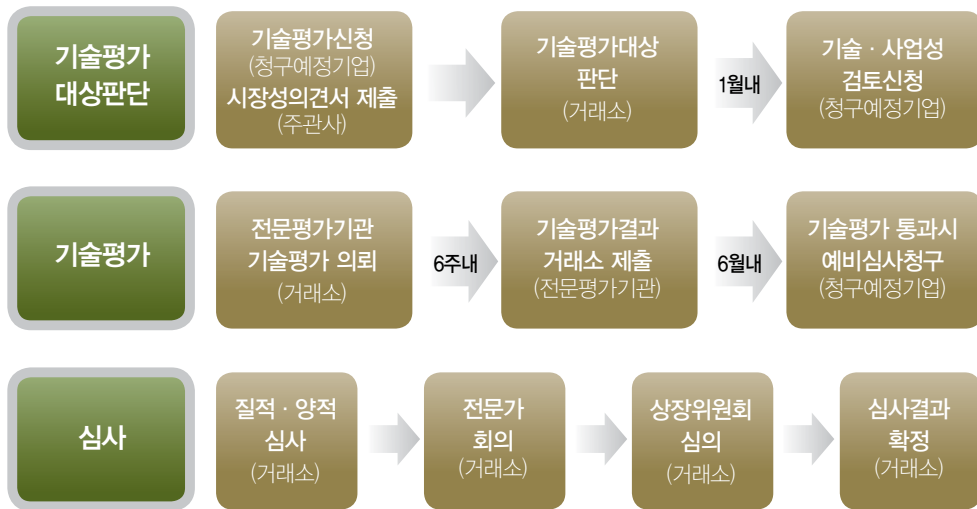 기술평가
대상판단
기술평가신청
(청구예정기업)
시장성의견서 제출
(주관사)
기술평가대상
판단
(거래소)
1월내
기술 · 사업성
검토신청
(청구예정기업)
기술평가
전문평가기관
기술평가 의뢰
(거래소)
6주내
기술평가결과
거래소 제출
(전문평가기관)
6월내
기술평가 통과시
예비심사청구
(청구예정기업)
심사
질적 · 양적
심사
(거래소)
전문가
회의
(거래소)
상장위원회
심의
(거래소)
심사결과
확정
(거래소)